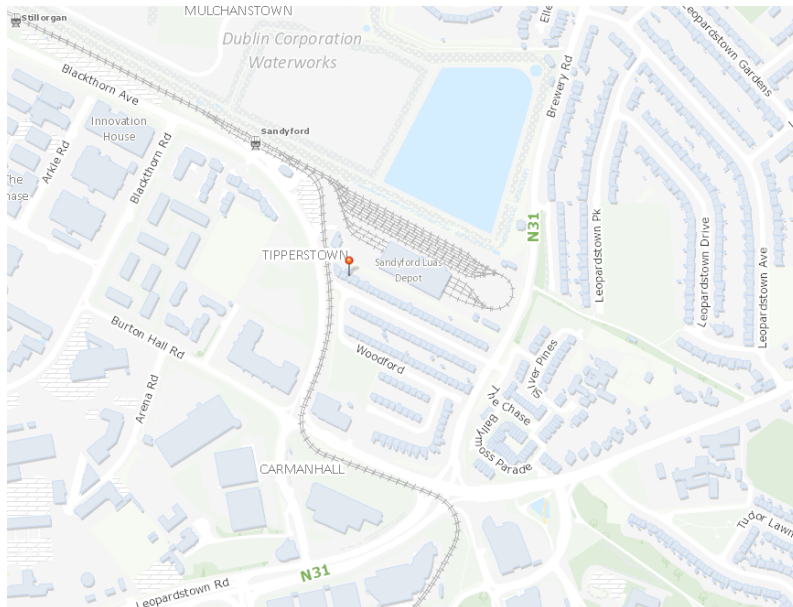 MULCHANSTOWN
Stillorgan
Dublin Corporation
Waterworks
Blackthorn Ave
Brewery Rd
Leopardstown Gardens
Innovation
House
Sandyford
Arkle Rd
Blackthorn Rd
The
N31
Leopardstown Pk
Leopardstown Drive
Leopardstown Ave
TIPPERSTOWN
Sandyford Luas
Depot
Burton Hall Rd
Woodford
Silver Pines
The Chase
Arena Rd
Ballymoss Parade
CARMANHALL
Tudor Lawn
N31
Leopardstown Rd